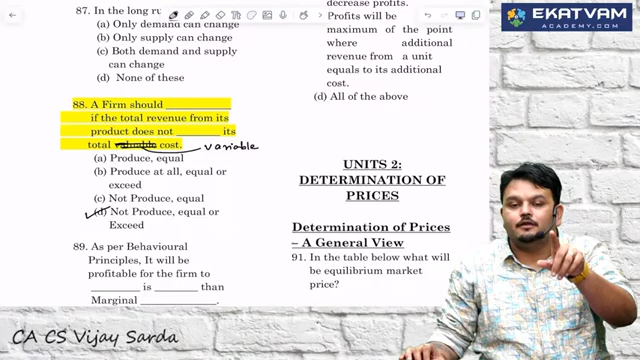 87. In the long ru
(a) Only demand can change
(b) Only supply can change
(c) Both demand and supply
can change
(d) None of these
88. A Firm should ____________
if the total revenue from its
product does not ________ its
total cost.
variable
(a) Produce, equal
(b) Produce at all, equal or
exceed
(c) Not Produce, equal
(d) Not Produce, equal or
Exceed
89. As per Behavioural
Principles, It will be
profitable for the firm to
_________ is _________ than
Marginal ______________.
decrease profits.
Profits will be
maximum of the point
where additional
revenue from a unit
equals to its additional
cost.
(d) All of the above
UNITS 2:
DETERMINATION OF
PRICES
Determination of Prices
– A General View
91. In the table below what will
be equilibrium market
price?
EKATVAM
ACADEMY.COM
CA CS Vijay Sarda